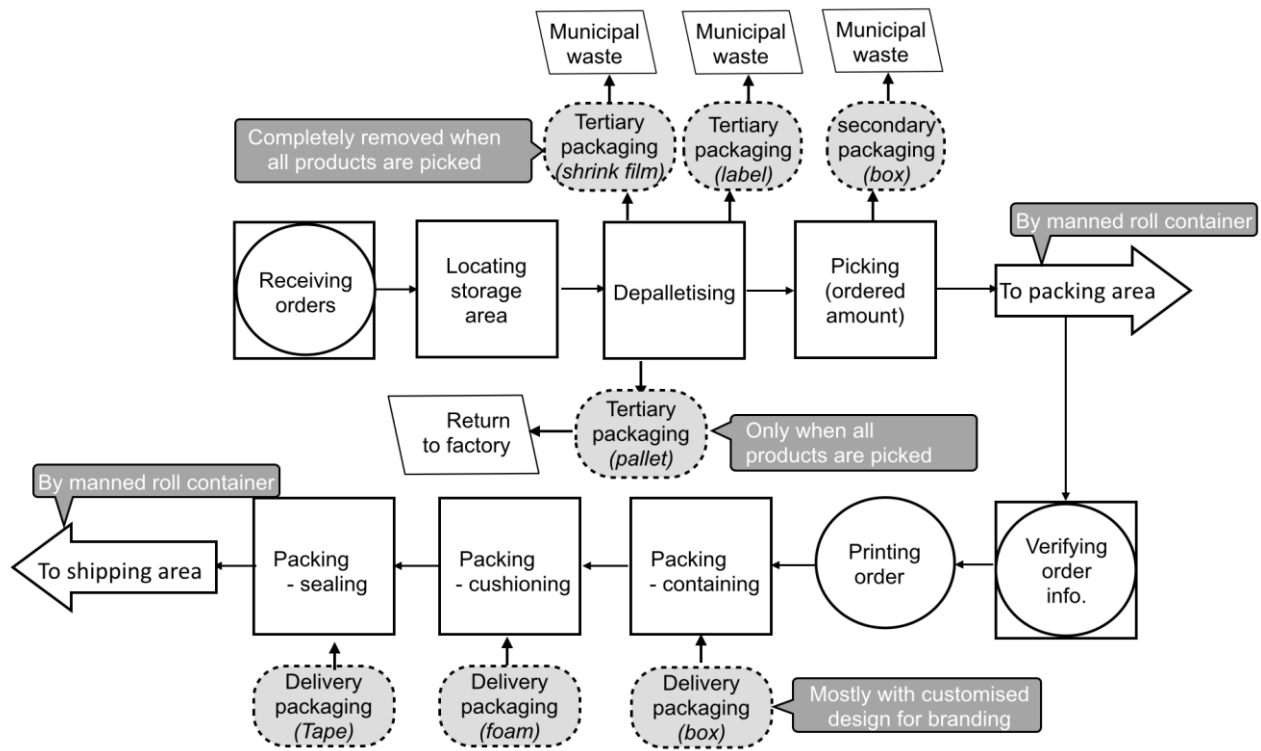 Municipal
waste
Municipal
waste
Municipal
waste
Completely removed when
all products are picked
Tertiary
packaging
(shrink film)
Tertiary
packaging
(label)
secondary
packaging
(box)
By manned roll container
Receiving
orders
Locating
storage
area
Depalletising
Picking
(ordered
amount)
To packing area
Return
to factory
Tertiary
packaging
(pallet)
Only when all
products are picked
By manned roll container
To shipping area
Packing
- sealing
Packing
- cushioning
Packing
- containing
Printing
order
Verifying
order
info.
Delivery
packaging
(Tape)
Delivery
packaging
(foam)
Delivery
packaging
(box)
Mostly with customised
design for branding